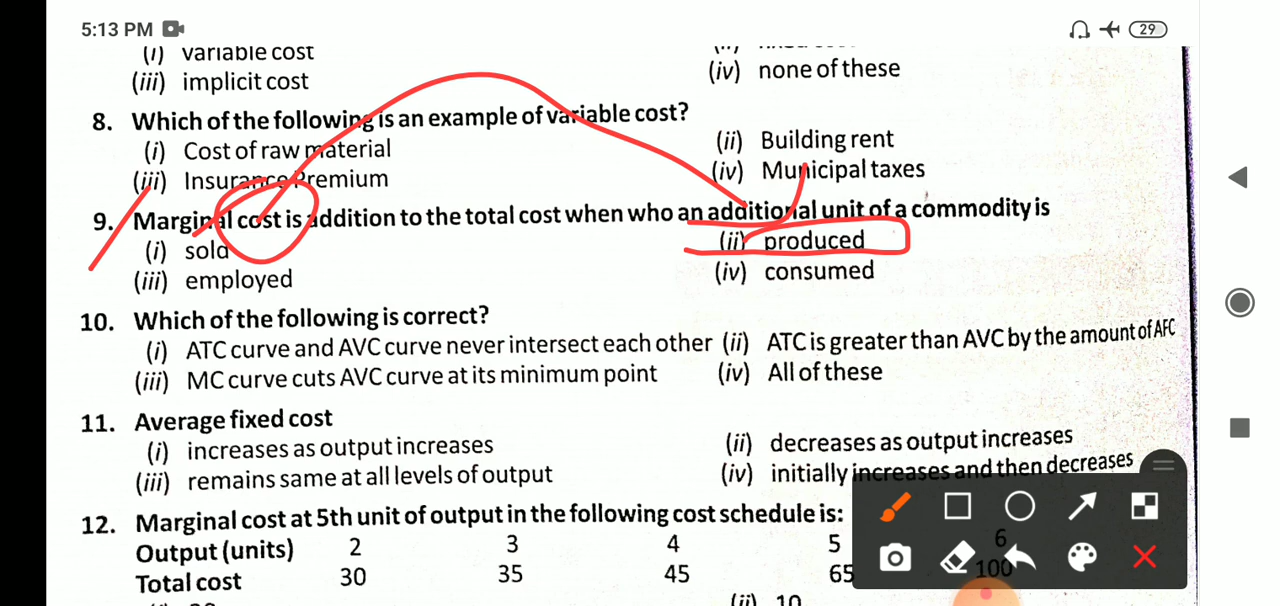 5:13 PM
29
(i) variable cost
(iii) implicit cost
(iv) none of these
8. Which of the following is an example of variable cost?
(i) Cost of raw material
(ii) Building rent
(iii) Insurance Premium
(iv) Municipal taxes
9. Marginal cost is addition to the total cost when who an additional unit of a commodity is
(i) sold
(ii) produced
(iii) employed
(iv) consumed
10. Which of the following is correct?
(i) ATC curve and AVC curve never intersect each other (ii) ATC is greater than AVC by the amount of AFC
(iii) MC curve cuts AVC curve at its minimum point (iv) All of these
11. Average fixed cost
(i) increases as output increases
(ii) decreases as output increases
(iii) remains same at all levels of output
(iv) initially increases and then decreases
12. Marginal cost at 5th unit of output in the following cost schedule is:
Output (units) 2 3 4 5 6
Total cost 30 35 45 65 100
(ii) 10